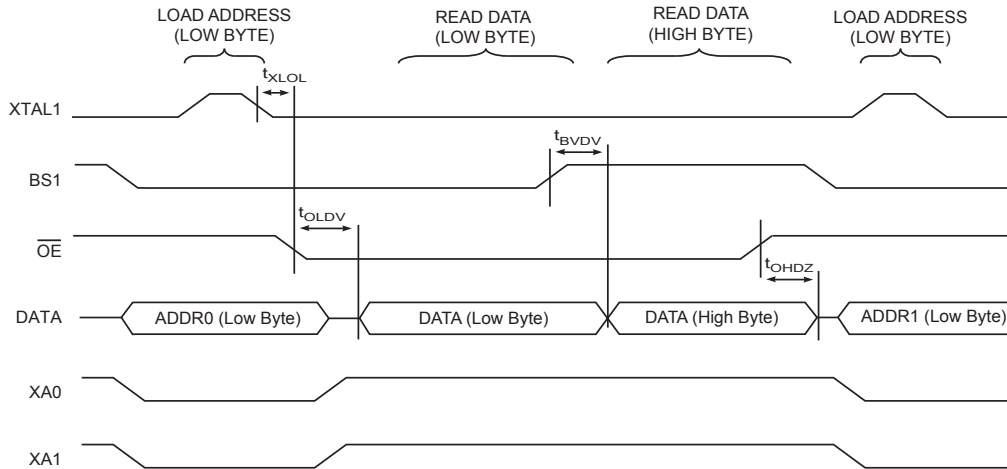 LOAD ADDRESS
(LOW BYTE)
READ DATA
(LOW BYTE)
READ DATA
(HIGH BYTE)
LOAD ADDRESS
(LOW BYTE)
tXLOL
XTAL1
tBVDV
BS1
tOLDV
OE
tOHDZ
DATA
ADDR0 (Low Byte)
DATA (Low Byte)
DATA (High Byte)
ADDR1 (Low Byte)
XA0
XA1